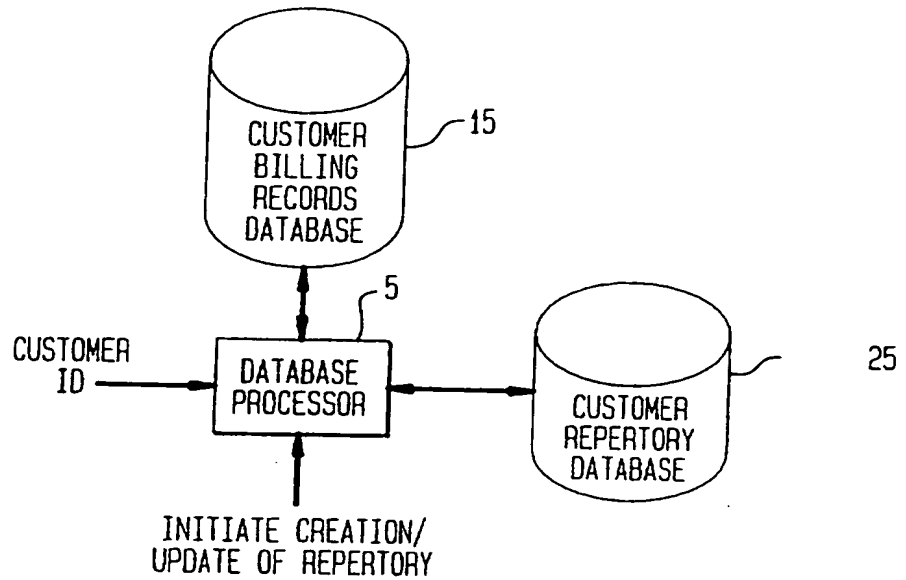 CUSTOMER
BILLING
RECORDS
DATABASE
15
5
CUSTOMER
ID
DATABASE
PROCESSOR
25
CUSTOMER
REPERTORY
DATABASE
INITIATE CREATION/
UPDATE OF REPERTORY